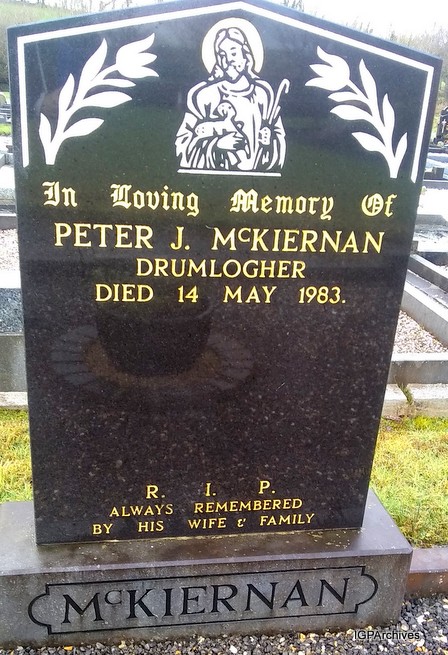 In Loving Memory Of
PETER J. McKIERNAN
DRUMLOGHER
DIED 14 MAY 1983.
R. I. P.
ALWAYS REMEMBERED
BY HIS WIFE & FAMILY
McKIERNAN
IGPArchives